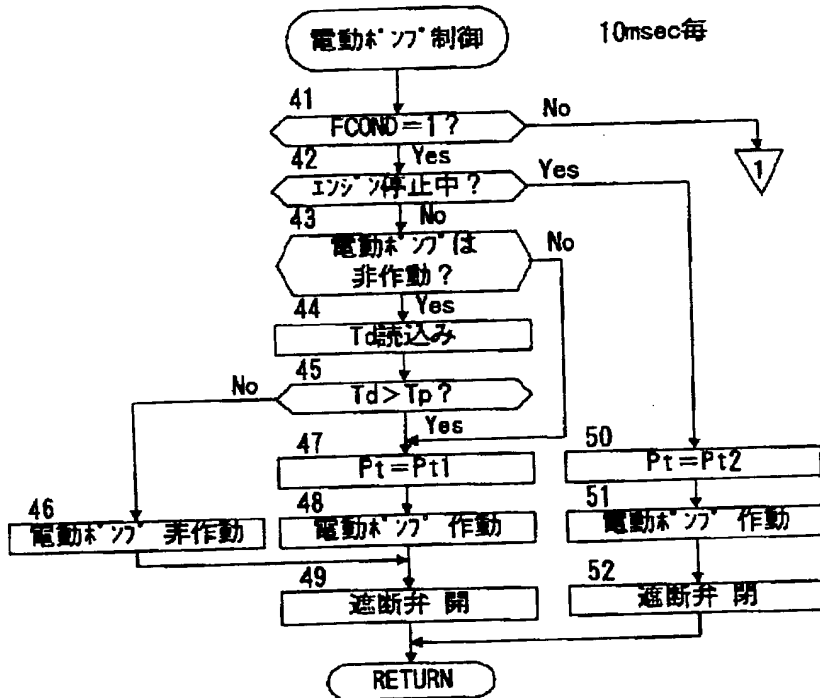 電動ﾎﾟﾝﾌﾟ制御
10msec毎
41
FCOND=1?
No
1
Yes
42
ｴﾝｼﾞﾝ停止中?
Yes
No
43
電動ﾎﾟﾝﾌﾟは
非作動?
No
Yes
44
Td読込み
45
Td>Tp?
No
Yes
47
Pt=Pt1
50
Pt=Pt2
46
電動ﾎﾟﾝﾌﾟ 非作動
48
電動ﾎﾟﾝﾌﾟ 作動
51
電動ﾎﾟﾝﾌﾟ 作動
49
遮断弁 開
52
遮断弁 閉
RETURN